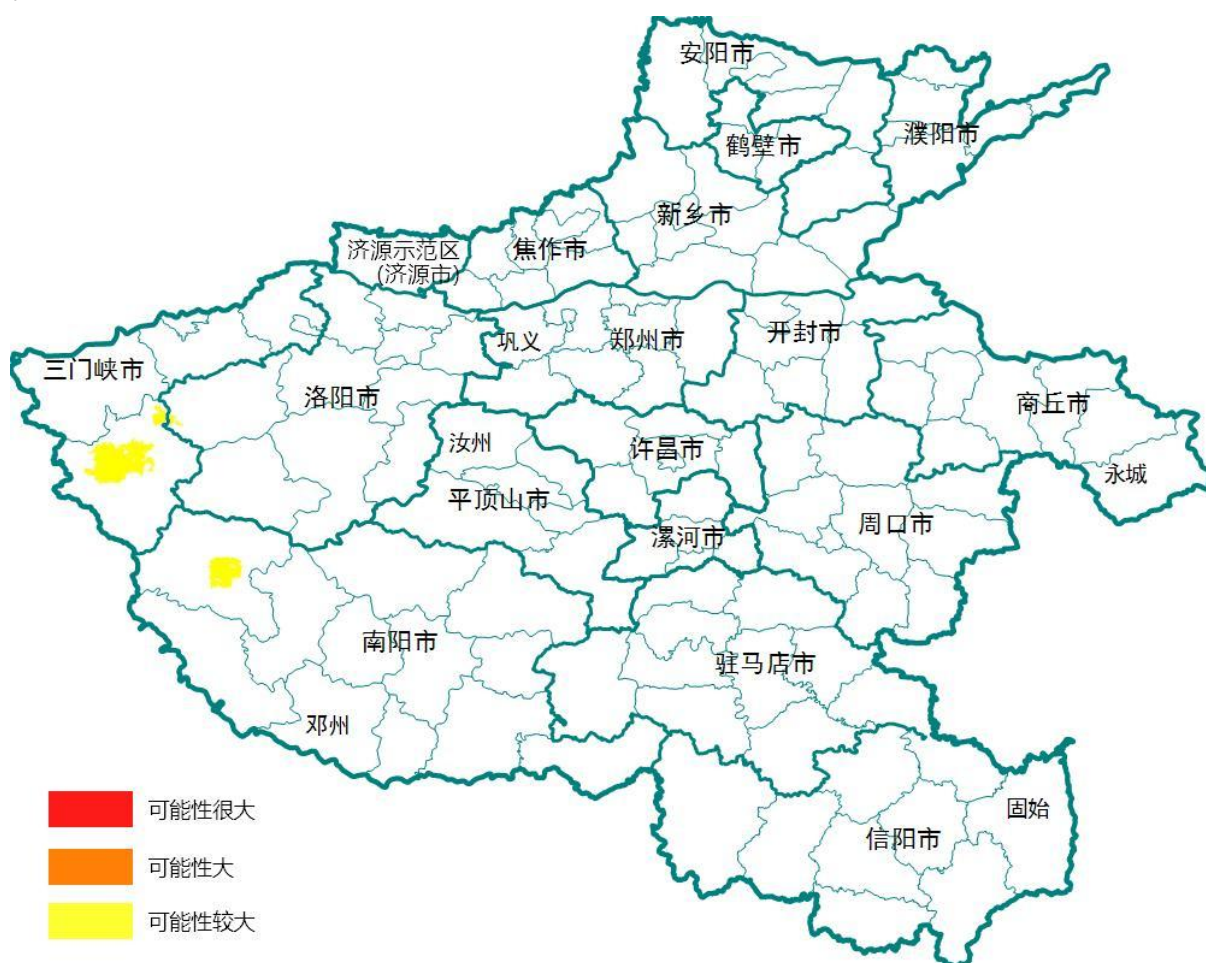 安阳市
鹤壁市
濮阳市
新乡市
济源示范区
(济源市)
焦作市
三门峡市
洛阳市
巩义
郑州市
开封市
商丘市
永城
汝州
许昌市
平顶山市
漯河市
周口市
南阳市
驻马店市
邓州
信阳市
固始
可能性很大
可能性大
可能性较大